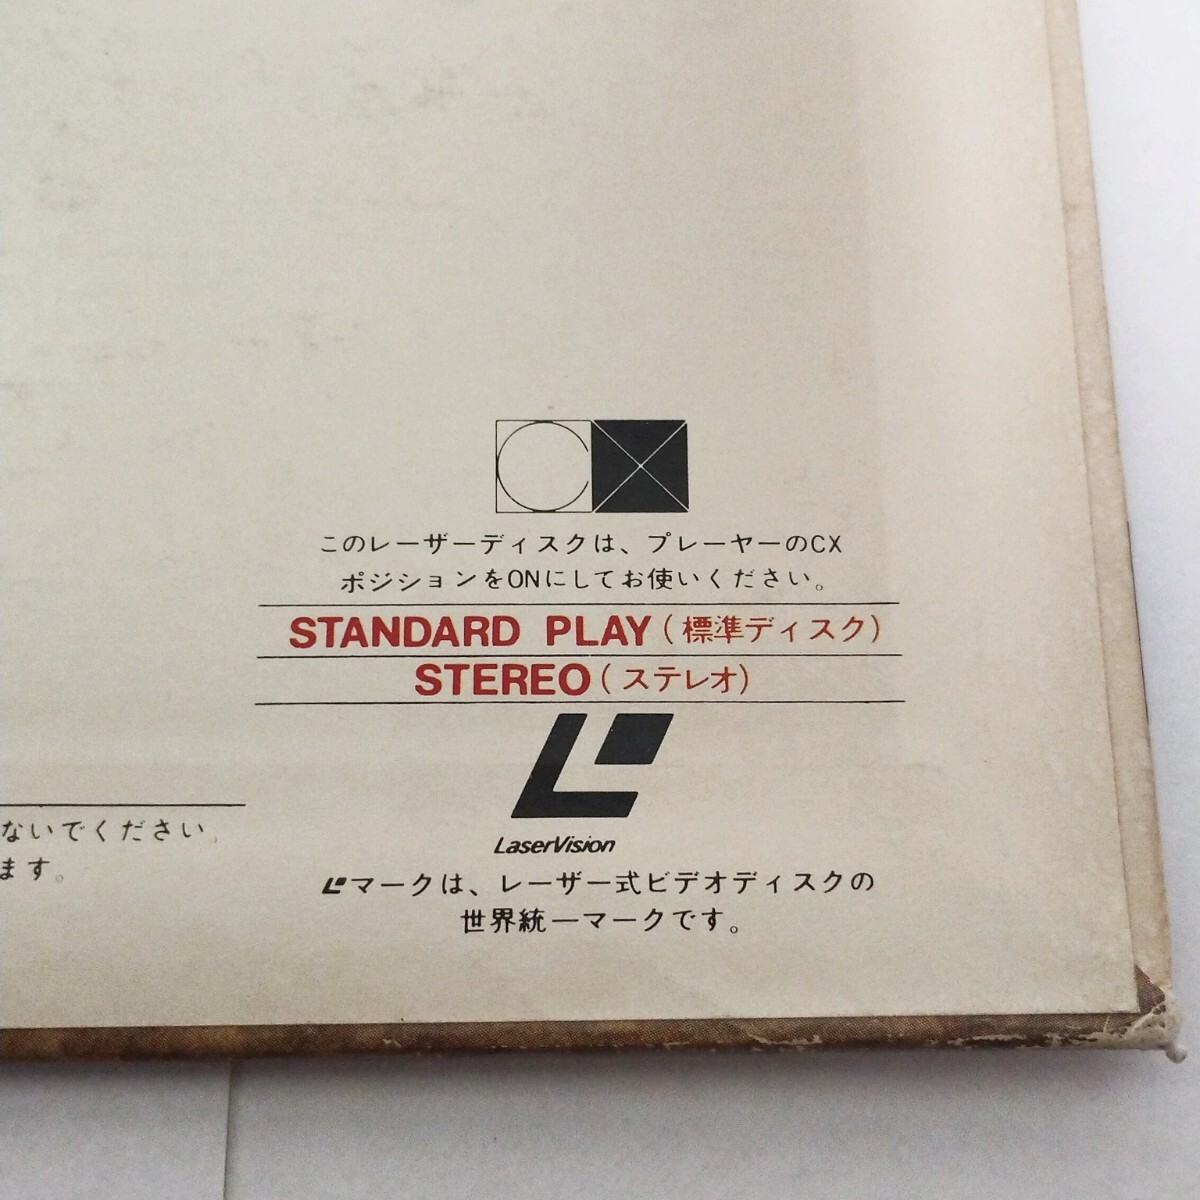 CX
このレーザーディスクは、プレーヤーのCX
ポジションをONにしてお使いください。
STANDARD PLAY(標準ディスク)
STEREO(ステレオ)
LaserVision
マークは、レーザー式ビデオディスクの
世界統一マークです。
ないでください。
ます。